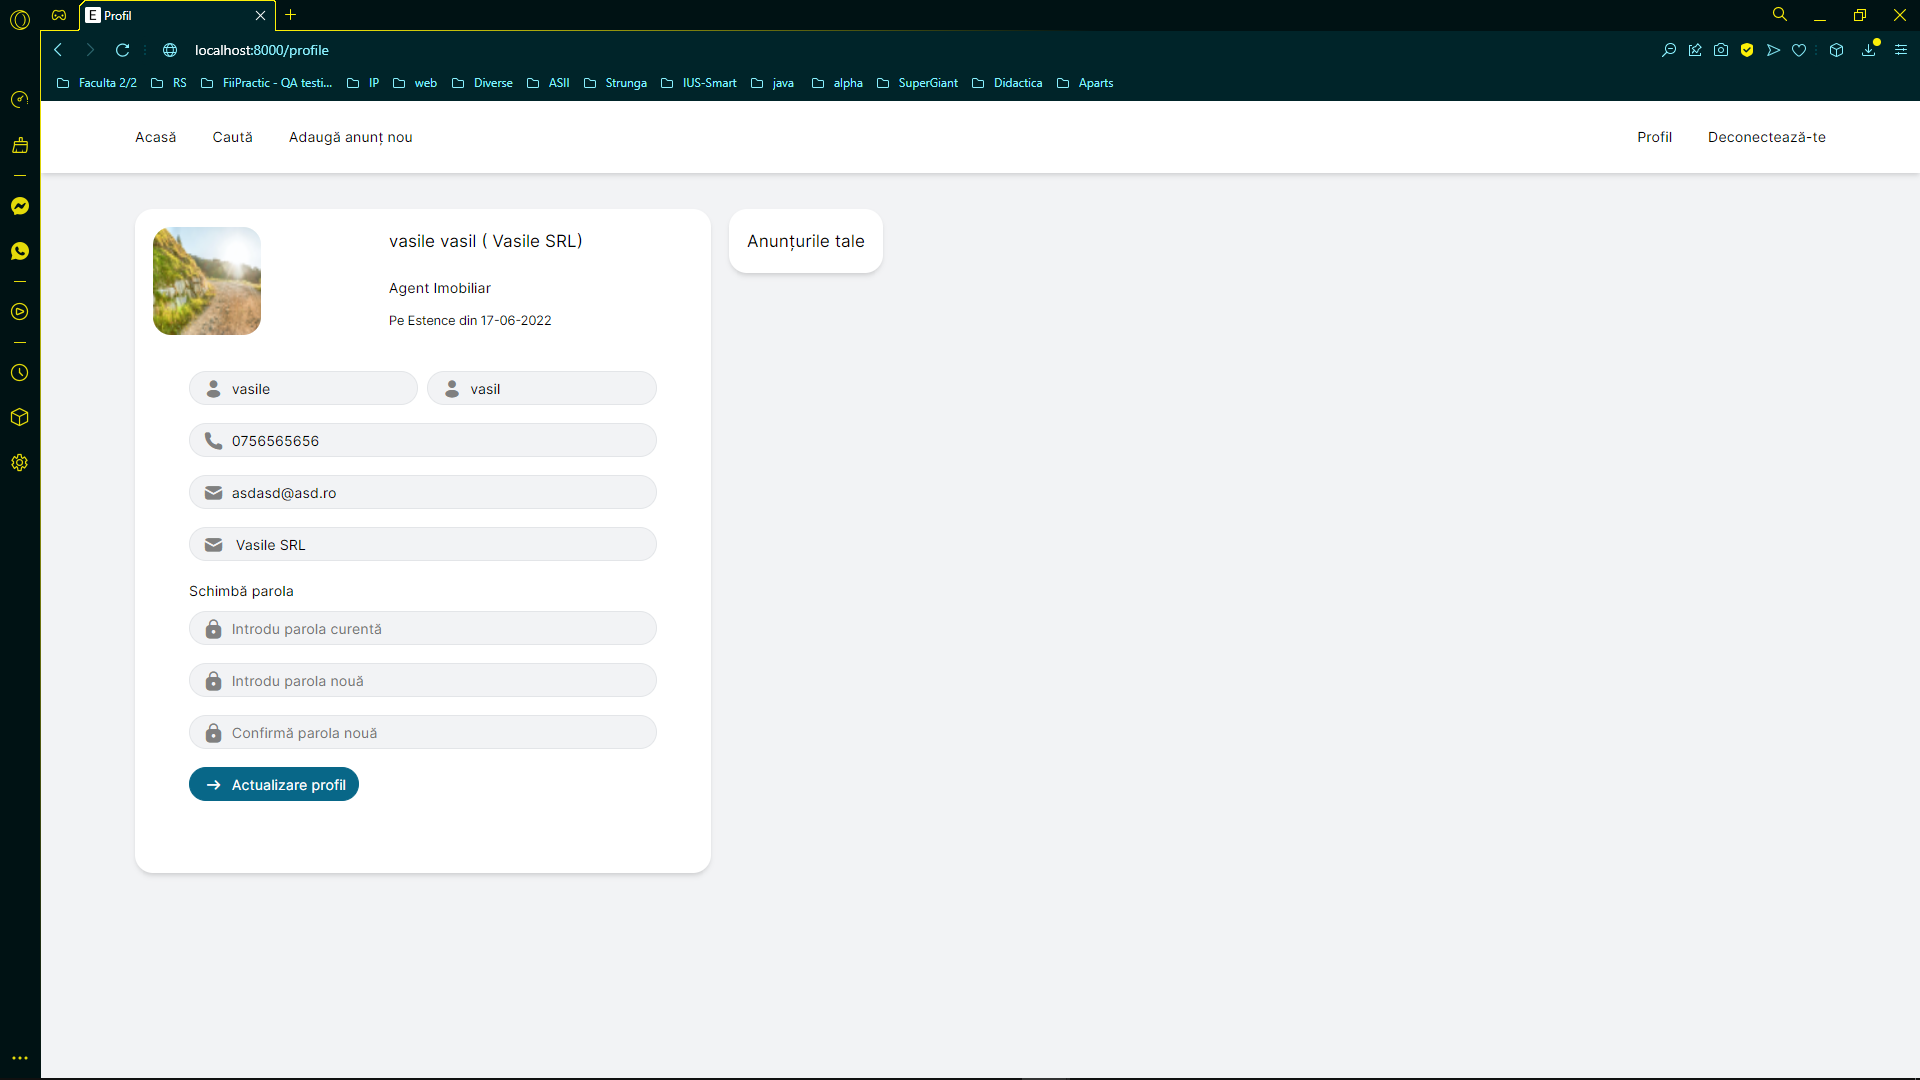 E Profil
localhost:8000/profile
Faculta 2/2 RS FiiPractic - QA testi... IP web Diverse ASII Strunga IUS-Smart java alpha SuperGiant Didactica Aparts
Acasă Caută Adaugă anunț nou Profil Deconectează-te
vasile vasil ( Vasile SRL)
Agent Imobiliar
Pe Estence din 17-06-2022
vasile vasil
0756565656
asdasd@asd.ro
Vasile SRL
Schimbă parola
Introdu parola curentă
Introdu parola nouă
Confirmă parola nouă
Actualizare profil
Anunțurile tale